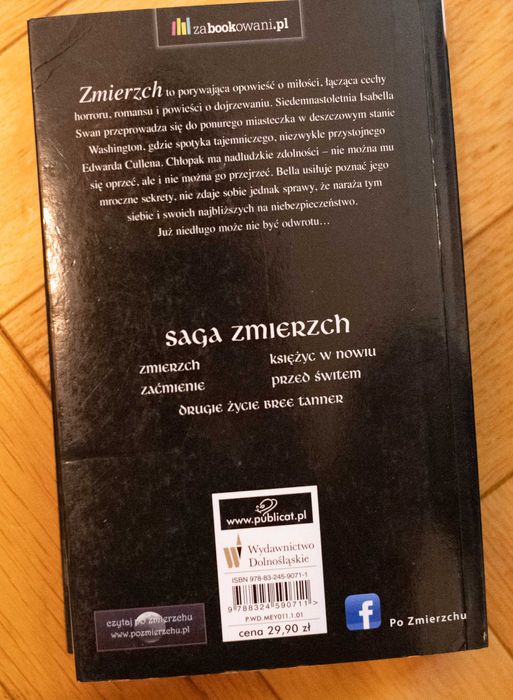 zabookowani.pl
Zmierzch to porywająca opowieść o miłości, łącząca cechy
horroru, romansu i powieści o dojrzewaniu. Siedemnastoletnia Isabella
Swan przeprowadza się do ponurego miasteczka w deszczowym stanie
Washington, gdzie spotyka tajemniczego, niezwykle przystojnego
Edwarda Cullena. Chłopak ma nadludzkie zdolności – nie można mu
się oprzeć, ale i nie można go przejrzeć. Bella usiłuje poznać jego
mroczne sekrety, nie zdaje sobie jednak sprawy, że naraża tym
siebie i swoich najbliższych na niebezpieczeństwo.
Już niedługo może nie być odwrotu...
SAGA ZMIERZCH
ZMIERZCH KSIĘŻYC W NOWIU
ZAĆMIENIE PRZED ŚWITEM
DRUGIE ŻYCIE BREE TANNER
www.publicat.pl
Wydawnictwo
Dolnośląskie
ISBN 978-83-245-9071-1
9 788324 590711 >
P.WD.MEY011.1.01
cena 29,90 zł
czytaj po zmierzchu
www.pozmierzchu.pl
f Po Zmierzchu